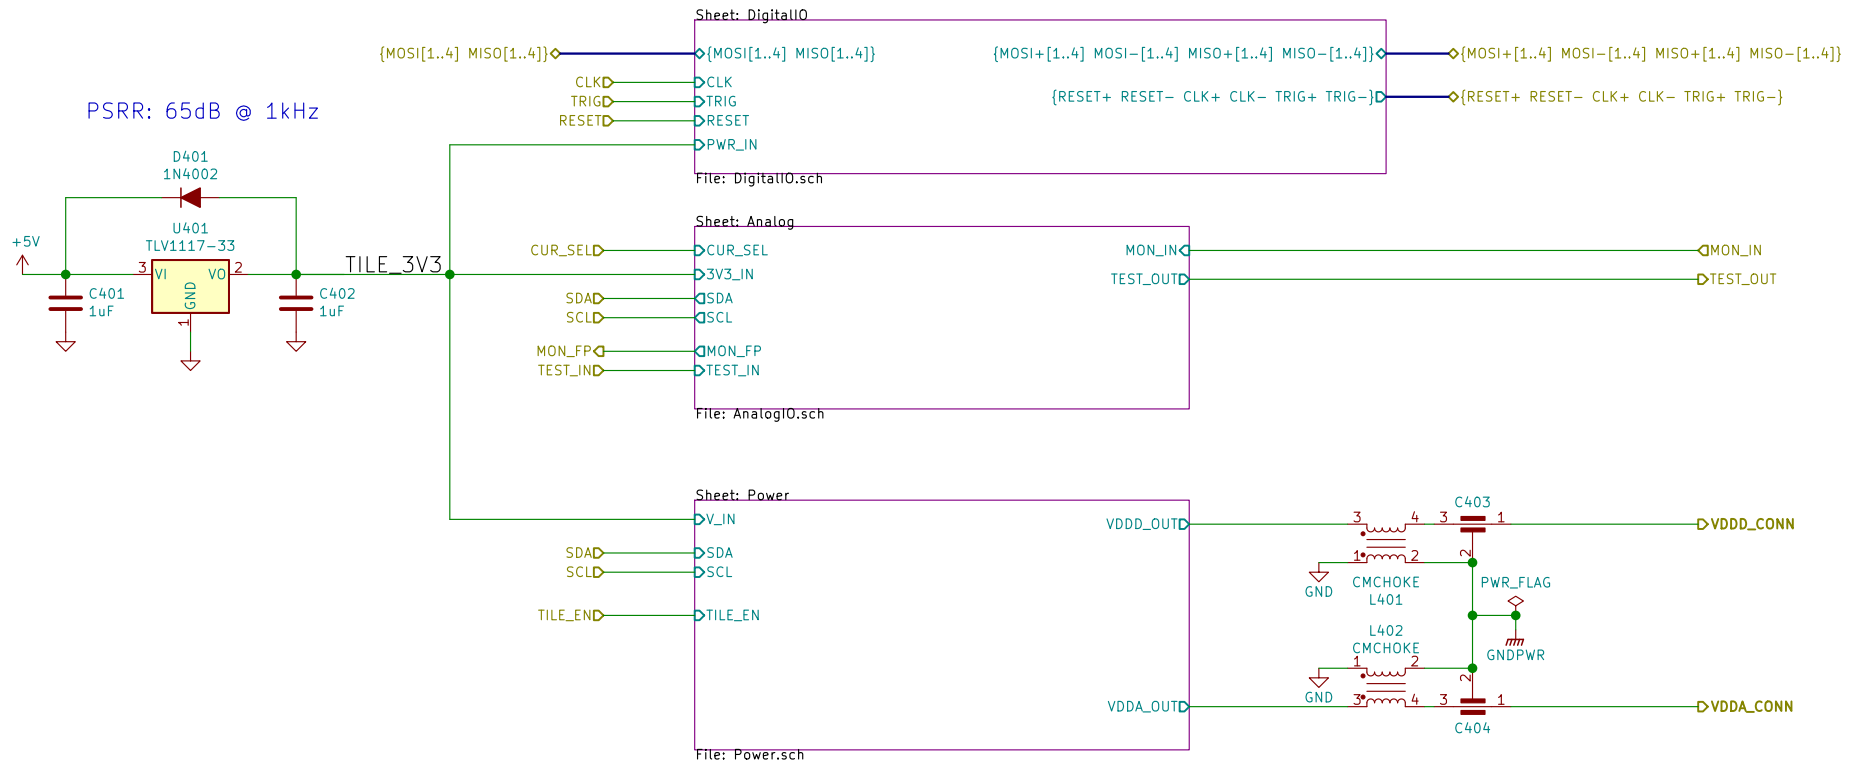 PSRR: 65dB @ 1kHz
D401
1N4002
U401
TLV1117-33
+5V
3
VI
VO
2
GND
1
C401
1uF
C402
1uF
TILE_3V3
Sheet: DigitalIO
{MOSI[1..4] MISO[1..4]}
{MOSI[1..4] MISO[1..4]}
{MOSI+[1..4] MOSI-[1..4] MISO+[1..4] MISO-[1..4]}
{MOSI+[1..4] MOSI-[1..4] MISO+[1..4] MISO-[1..4]}
CLK
CLK
{RESET+ RESET- CLK+ CLK- TRIG+ TRIG-}
{RESET+ RESET- CLK+ CLK- TRIG+ TRIG-}
TRIG
TRIG
RESET
RESET
PWR_IN
File: DigitalIO.sch
Sheet: Analog
CUR_SEL
CUR_SEL
MON_IN
MON_IN
3V3_IN
TEST_OUT
TEST_OUT
SDA
SDA
SCL
SCL
MON_FP
MON_FP
TEST_IN
TEST_IN
File: AnalogIO.sch
Sheet: Power
V_IN
VDDD_OUT
SDA
SDA
SCL
SCL
TILE_EN
TILE_EN
VDDA_OUT
File: Power.sch
C403
3
4
3
1
VDDD_CONN
1
2
2
GND
CMCHOKE
L401
PWR_FLAG
GNDPWR
L402
CMCHOKE
1
2
2
GND
3
4
3
1
VDDA_CONN
C404